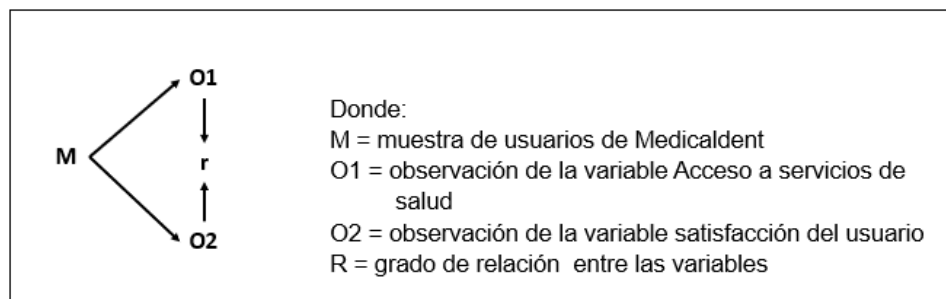 O1
M
r
O2
Donde:
M = muestra de usuarios de Medicaldent
O1 = observación de la variable Acceso a servicios de
salud
O2 = observación de la variable satisfacción del usuario
R = grado de relación entre las variables